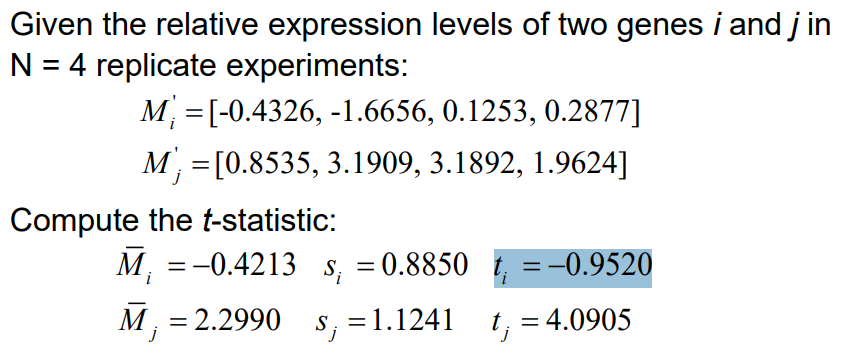 Given the relative expression levels of two genes i and j in
N = 4 replicate experiments:
M'ᵢ = [-0.4326, -1.6656, 0.1253, 0.2877]
M'ⱼ = [0.8535, 3.1909, 3.1892, 1.9624]
Compute the t-statistic:
M̄ᵢ = −0.4213 sᵢ = 0.8850 tᵢ = −0.9520
M̄ⱼ = 2.2990 sⱼ = 1.1241 tⱼ = 4.0905